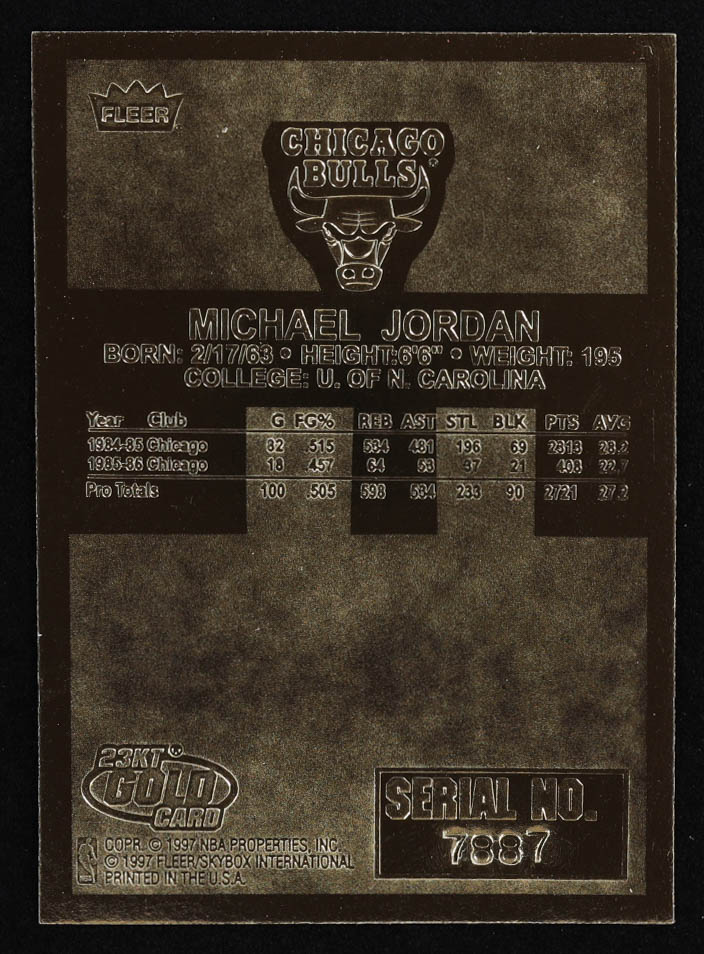 FLEER
CHICAGO
BULLS
MICHAEL JORDAN
BORN: 2/17/63 • HEIGHT:6'6" • WEIGHT: 195
COLLEGE: U. OF N. CAROLINA
Year Club G FG% REB AST STL BLK PTS AVG
1984-85 Chicago 82 .515 534 481 196 69 2313 28.2
1985-86 Chicago 18 .457 64 53 37 21 408 22.7
Pro Totals 100 .505 598 534 233 90 2721 27.2
23KT
GOLD
CARD
SERIAL NO.
7887
COPR. © 1997 NBA PROPERTIES, INC.
© 1997 FLEER/SKYBOX INTERNATIONAL
PRINTED IN THE U.S.A.